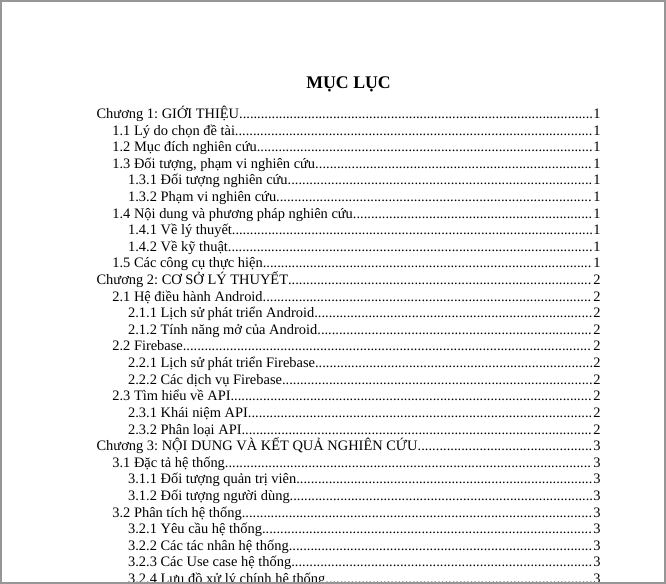 MỤC LỤC
Chương 1: GIỚI THIỆU....................................................................................................1
1.1 Lý do chọn đề tài....................................................................................................1
1.2 Mục đích nghiên cứu..............................................................................................1
1.3 Đối tượng, phạm vi nghiên cứu..............................................................................1
1.3.1 Đối tượng nghiên cứu......................................................................................1
1.3.2 Phạm vi nghiên cứu.........................................................................................1
1.4 Nội dung và phương pháp nghiên cứu...................................................................1
1.4.1 Về lý thuyết.....................................................................................................1
1.4.2 Về kỹ thuật......................................................................................................1
1.5 Các công cụ thực hiện............................................................................................1
Chương 2: CƠ SỞ LÝ THUYẾT.....................................................................................2
2.1 Hệ điều hành Android............................................................................................2
2.1.1 Lịch sử phát triển Android..............................................................................2
2.1.2 Tính năng mở của Android.............................................................................2
2.2 Firebase..................................................................................................................2
2.2.1 Lịch sử phát triển Firebase..............................................................................2
2.2.2 Các dịch vụ Firebase.......................................................................................2
2.3 Tìm hiểu về API.....................................................................................................2
2.3.1 Khái niệm API.................................................................................................2
2.3.2 Phân loại API..................................................................................................2
Chương 3: NỘI DUNG VÀ KẾT QUẢ NGHIÊN CỨU.................................................3
3.1 Đặc tả hệ thống.......................................................................................................3
3.1.1 Đối tượng quản trị viên...................................................................................3
3.1.2 Đối tượng người dùng.....................................................................................3
3.2 Phân tích hệ thống..................................................................................................3
3.2.1 Yêu cầu hệ thống.............................................................................................3
3.2.2 Các tác nhân hệ thống.....................................................................................3
3.2.3 Các Use case hệ thống....................................................................................3
3.2.4 Lưu đồ xử lý chính hệ thống...........................................................................3